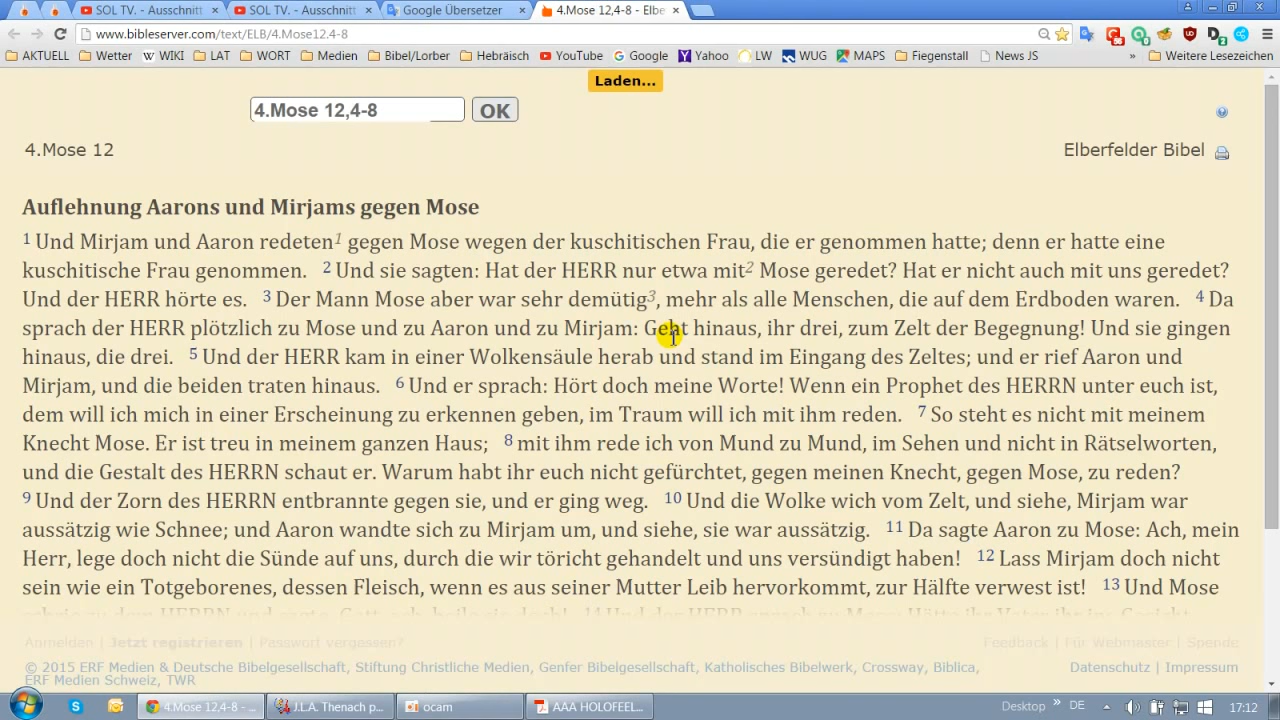 SOL TV. - Ausschnitt × SOL TV. - Ausschnitt × Google Übersetzer × 4.Mose 12,4-8 - Elbe ×
www.bibleserver.com/text/ELB/4.Mose12.4-8
AKTUELL Wetter WIKI LAT WORT Medien Bibel/Lorber Hebräisch YouTube Google Yahoo LW WUG MAPS Fiegenstall News JS » Weitere Lesezeichen
Laden...
4.Mose 12,4-8 OK
4.Mose 12 Elberfelder Bibel
Auflehnung Aarons und Mirjams gegen Mose
1 Und Mirjam und Aaron redeten1 gegen Mose wegen der kuschitischen Frau, die er genommen hatte; denn er hatte eine
kuschitische Frau genommen. 2 Und sie sagten: Hat der HERR nur etwa mit2 Mose geredet? Hat er nicht auch mit uns geredet?
Und der HERR hörte es. 3 Der Mann Mose aber war sehr demütig3, mehr als alle Menschen, die auf dem Erdboden waren. 4 Da
sprach der HERR plötzlich zu Mose und zu Aaron und zu Mirjam: Geht hinaus, ihr drei, zum Zelt der Begegnung! Und sie gingen
hinaus, die drei. 5 Und der HERR kam in einer Wolkensäule herab und stand im Eingang des Zeltes; und er rief Aaron und
Mirjam, und die beiden traten hinaus. 6 Und er sprach: Hört doch meine Worte! Wenn ein Prophet des HERRN unter euch ist,
dem will ich mich in einer Erscheinung zu erkennen geben, im Traum will ich mit ihm reden. 7 So steht es nicht mit meinem
Knecht Mose. Er ist treu in meinem ganzen Haus; 8 mit ihm rede ich von Mund zu Mund, im Sehen und nicht in Rätselworten,
und die Gestalt des HERRN schaut er. Warum habt ihr euch nicht gefürchtet, gegen meinen Knecht, gegen Mose, zu reden?
9 Und der Zorn des HERRN entbrannte gegen sie, und er ging weg. 10 Und die Wolke wich vom Zelt, und siehe, Mirjam war
aussätzig wie Schnee; und Aaron wandte sich zu Mirjam um, und siehe, sie war aussätzig. 11 Da sagte Aaron zu Mose: Ach, mein
Herr, lege doch nicht die Sünde auf uns, durch die wir töricht gehandelt und uns versündigt haben! 12 Lass Mirjam doch nicht
sein wie ein Totgeborenes, dessen Fleisch, wenn es aus seiner Mutter Leib hervorkommt, zur Hälfte verwest ist! 13 Und Mose
Anmelden | Jetzt registrieren | Passwort vergessen? Feedback | Für Webmaster | Spende
© 2015 ERF Medien & Deutsche Bibelgesellschaft, Stiftung Christliche Medien, Genfer Bibelgesellschaft, Katholisches Bibelwerk, Crossway, Biblica, Datenschutz | Impressum
ERF Medien Schweiz, TWR
4.Mose 12,4-8 - ... J.L.A. Thenach p... ocam AAA HOLOFEEL... Desktop » DE 17:12